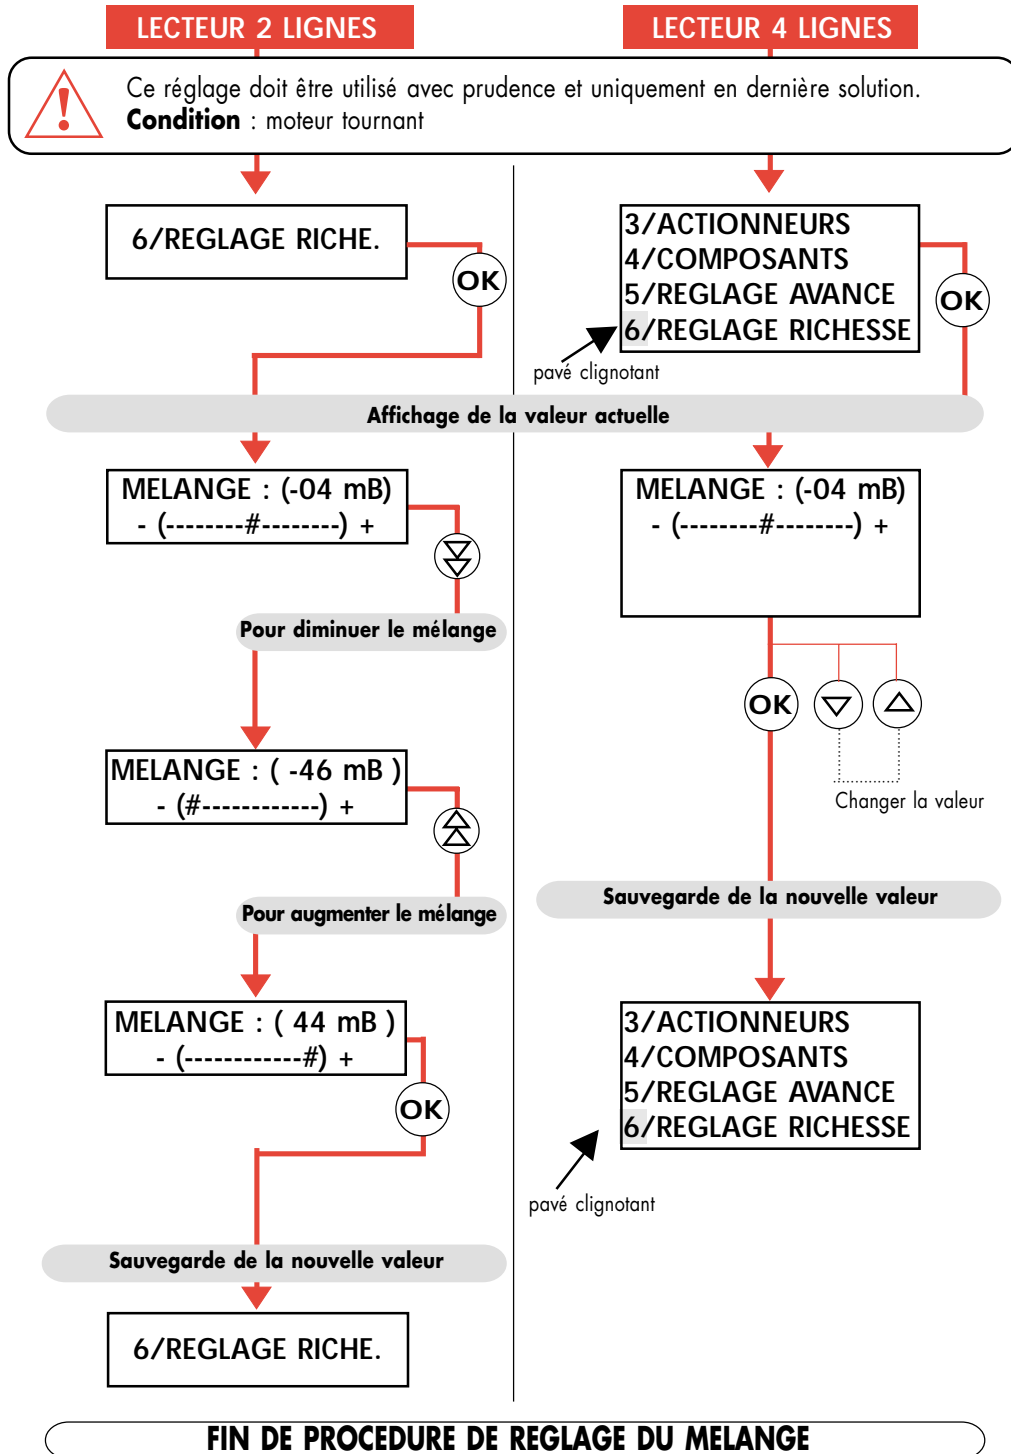 LECTEUR 2 LIGNES
LECTEUR 4 LIGNES
Ce réglage doit être utilisé avec prudence et uniquement en dernière solution.
Condition : moteur tournant
6/REGLAGE RICHE.
OK
3/ACTIONNEURS
4/COMPOSANTS
5/REGLAGE AVANCE
6/REGLAGE RICHESSE
OK
pavé clignotant
Affichage de la valeur actuelle
MELANGE : (-04 mB)
- (--------#--------) +
MELANGE : (-04 mB)
- (--------#--------) +
Pour diminuer le mélange
OK
MELANGE : ( -46 mB )
- (#------------) +
Changer la valeur
Pour augmenter le mélange
Sauvegarde de la nouvelle valeur
MELANGE : ( 44 mB )
- (------------#) +
OK
3/ACTIONNEURS
4/COMPOSANTS
5/REGLAGE AVANCE
6/REGLAGE RICHESSE
pavé clignotant
Sauvegarde de la nouvelle valeur
6/REGLAGE RICHE.
FIN DE PROCEDURE DE REGLAGE DU MELANGE